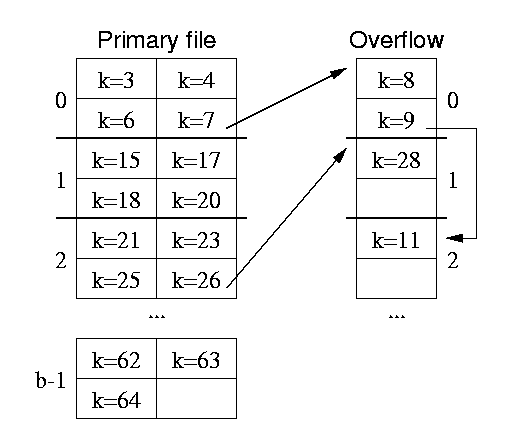 Primary file Overflow
k=3 k=4 k=8
0 0
k=6 k=7 k=9
k=15 k=17 k=28
1 1
k=18 k=20
k=21 k=23 k=11
2 2
k=25 k=26
... ...
k=62 k=63
b-1
k=64